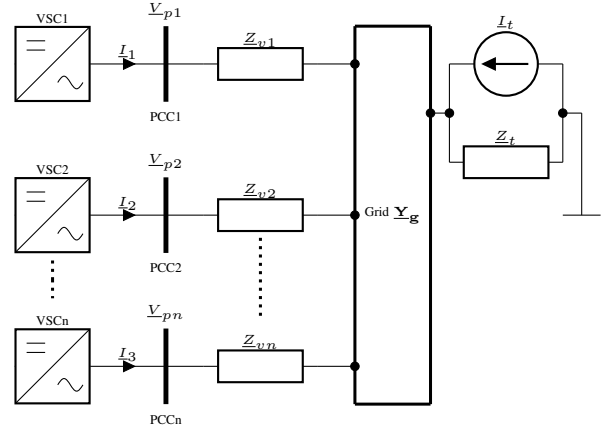 VSC1
V_p1
I_1
Z_v1
PCC1
I_t
Z_t
VSC2
V_p2
I_2
Z_v2
PCC2
Grid Y_g
VSCn
V_pn
I_3
Z_vn
PCCn